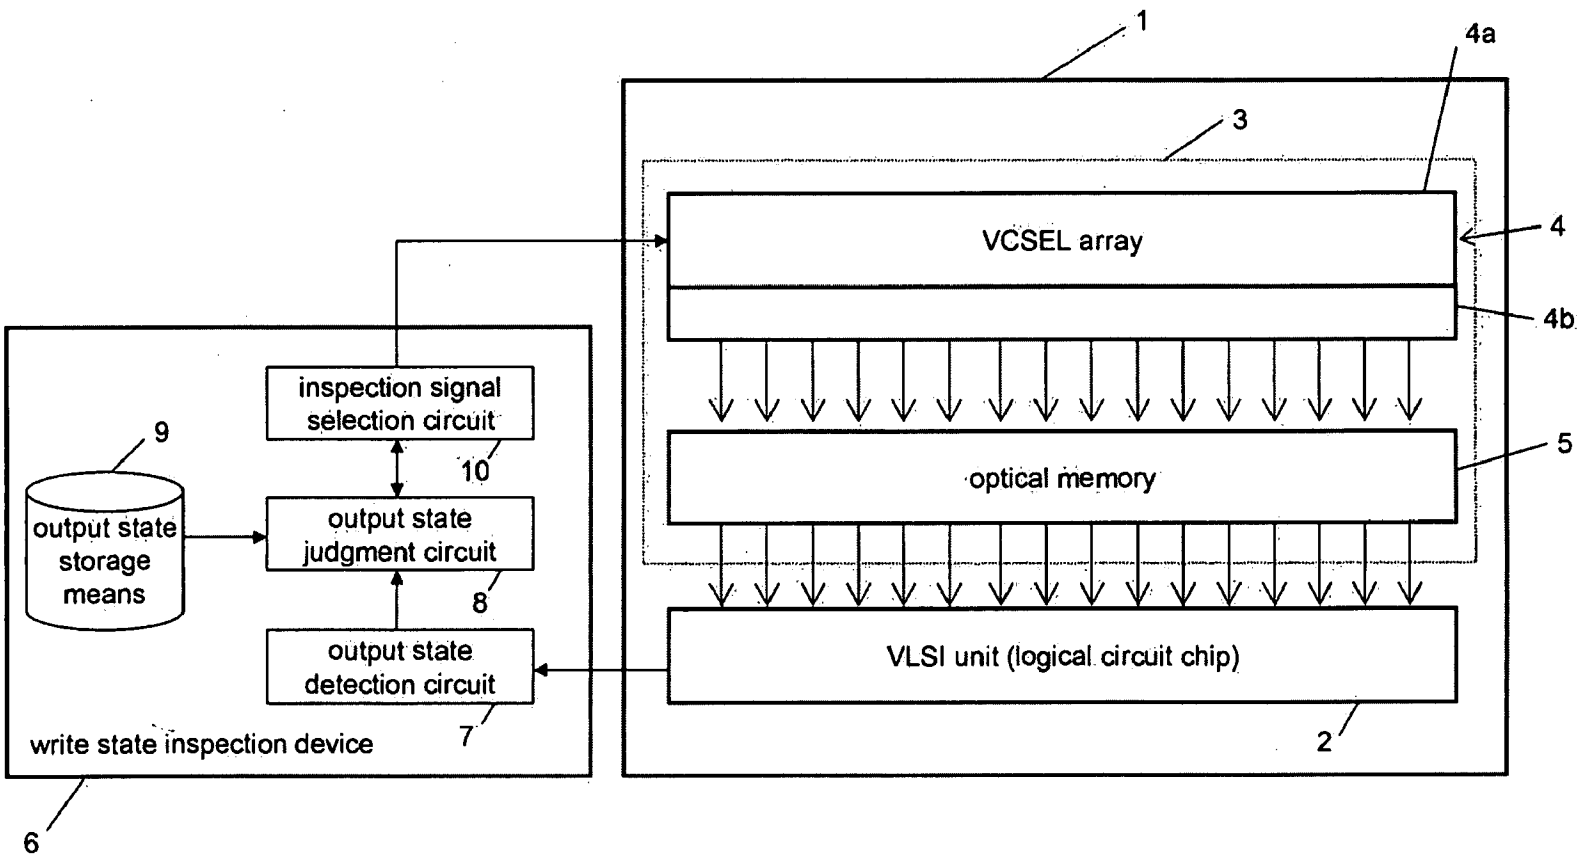 1
4a
3
VCSEL array
4
4b
inspection signal
selection circuit
10
9
output state
storage
means
output state
judgment circuit
8
optical memory
5
output state
detection circuit
7
VLSI unit (logical circuit chip)
2
write state inspection device
6